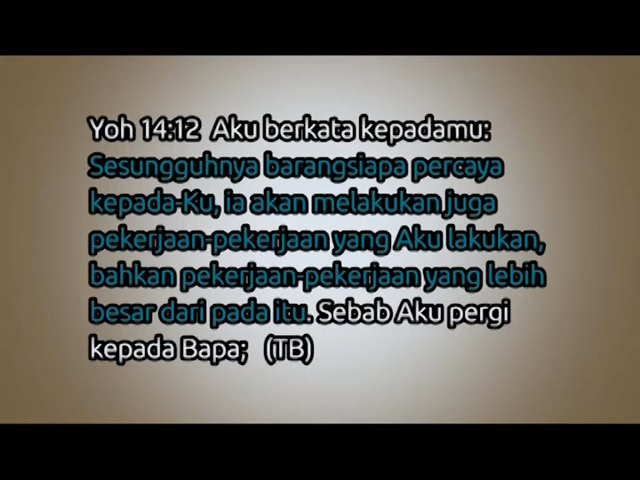 Yoh 14:12  Aku berkata kepadamu:
Sesungguhnya barangsiapa percaya
kepada-Ku, ia akan melakukan juga
pekerjaan-pekerjaan yang Aku lakukan,
bahkan pekerjaan-pekerjaan yang lebih
besar dari pada itu. Sebab Aku pergi
kepada Bapa;   (TB)